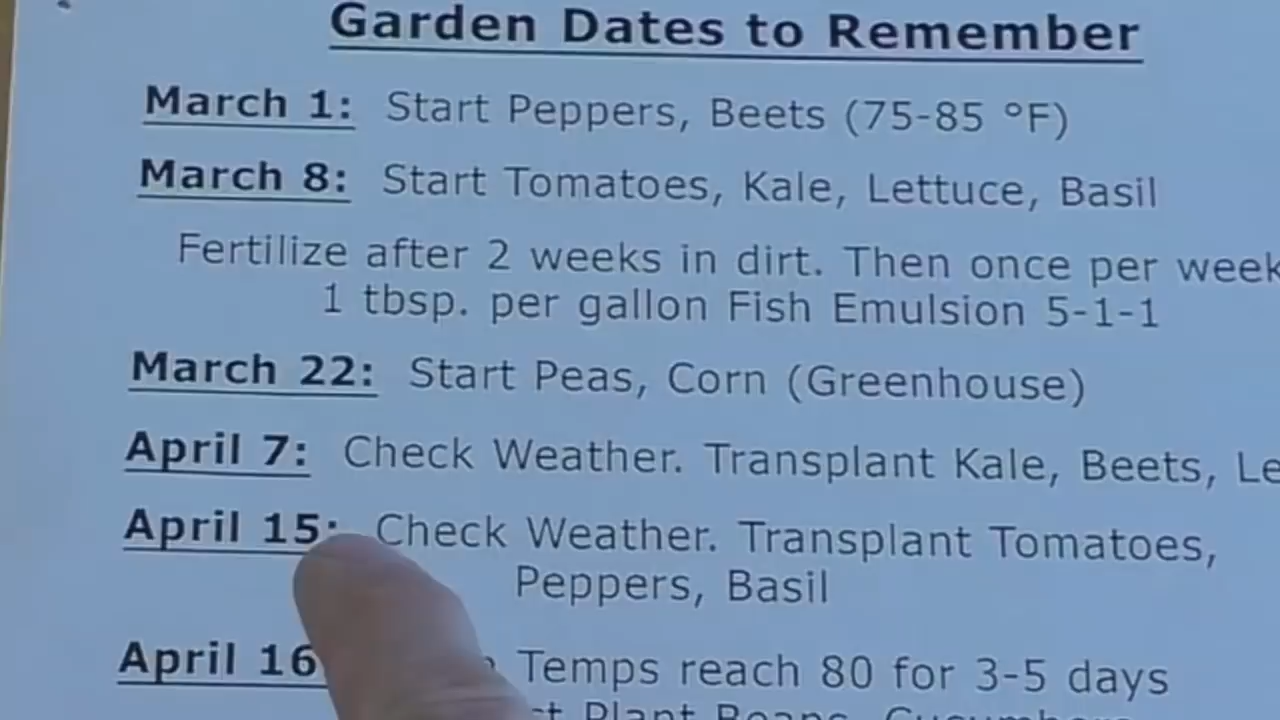 Garden Dates to Remember
March 1: Start Peppers, Beets (75-85 °F)
March 8: Start Tomatoes, Kale, Lettuce, Basil
Fertilize after 2 weeks in dirt. Then once per week
1 tbsp. per gallon Fish Emulsion 5-1-1
March 22: Start Peas, Corn (Greenhouse)
April 7: Check Weather. Transplant Kale, Beets,
April 15: Check Weather. Transplant Tomatoes,
Peppers, Basil
April 16 Temps reach 80 for 3-5 days
Plant Beans,